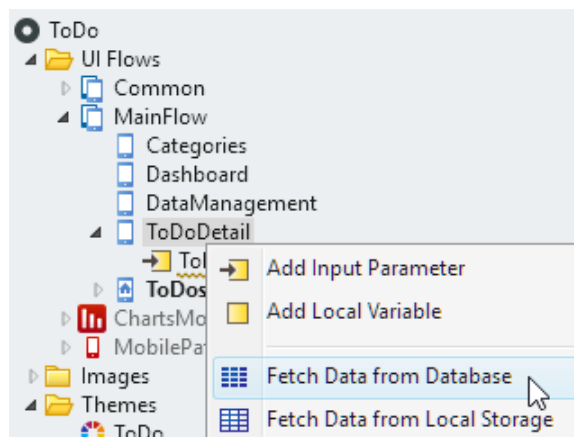 ToDo
UI Flows
Common
MainFlow
Categories
Dashboard
DataManagement
ToDoDetail
Add Input Parameter
ToDos
Add Local Variable
Images
Fetch Data from Database
Themes
Fetch Data from Local Storage
ToDo